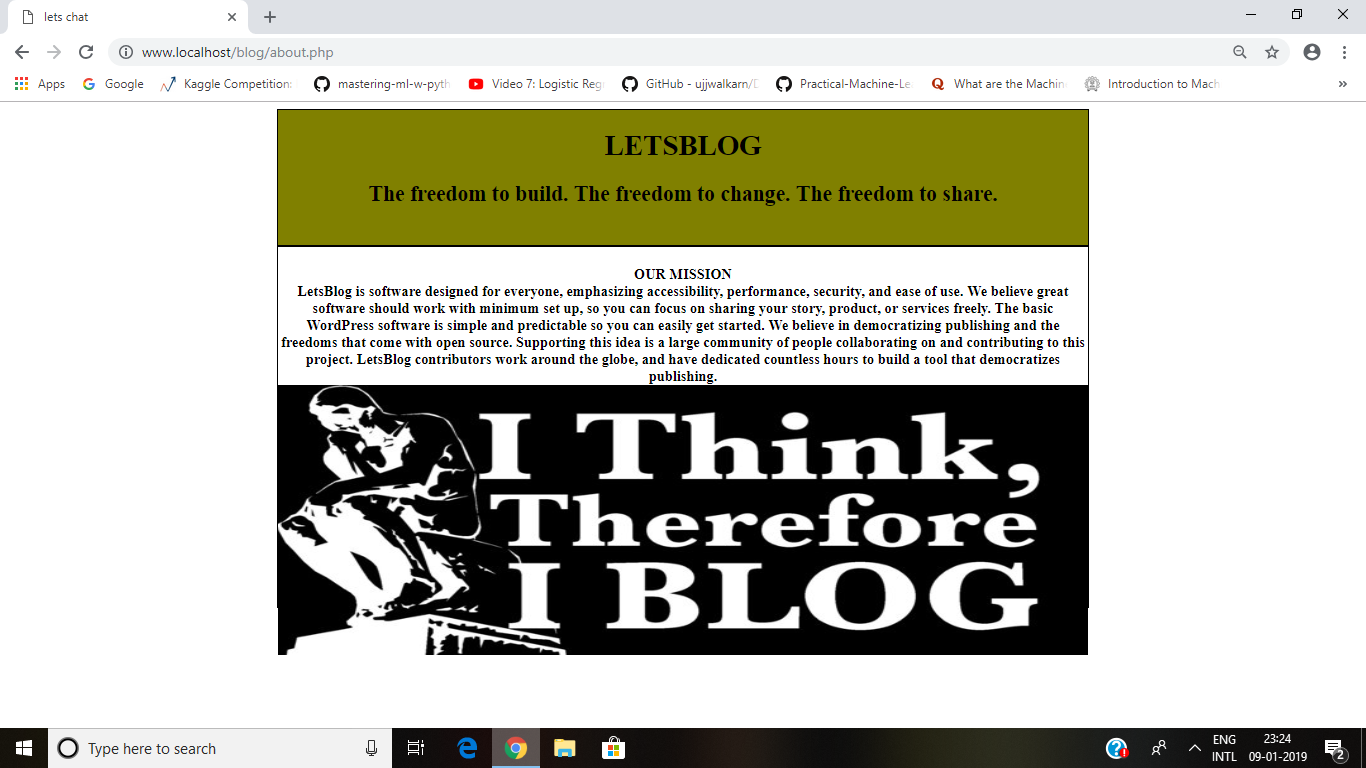 lets chat
www.localhost/blog/about.php
Apps
Google
Kaggle Competition
mastering-ml-w-pyth
Video 7: Logistic Reg
GitHub - ujjwalkarn/D
Practical-Machine-Le
What are the Machin
Introduction to Mach
»
LETSBLOG
The freedom to build. The freedom to change. The freedom to share.
OUR MISSION
LetsBlog is software designed for everyone, emphasizing accessibility, performance, security, and ease of use. We believe great
software should work with minimum set up, so you can focus on sharing your story, product, or services freely. The basic
WordPress software is simple and predictable so you can easily get started. We believe in democratizing publishing and the
freedoms that come with open source. Supporting this idea is a large community of people collaborating on and contributing to this
project. LetsBlog contributors work around the globe, and have dedicated countless hours to build a tool that democratizes
publishing.
I Think,
Therefore
I BLOG
Type here to search
ENG
INTL
23:24
09-01-2019
2